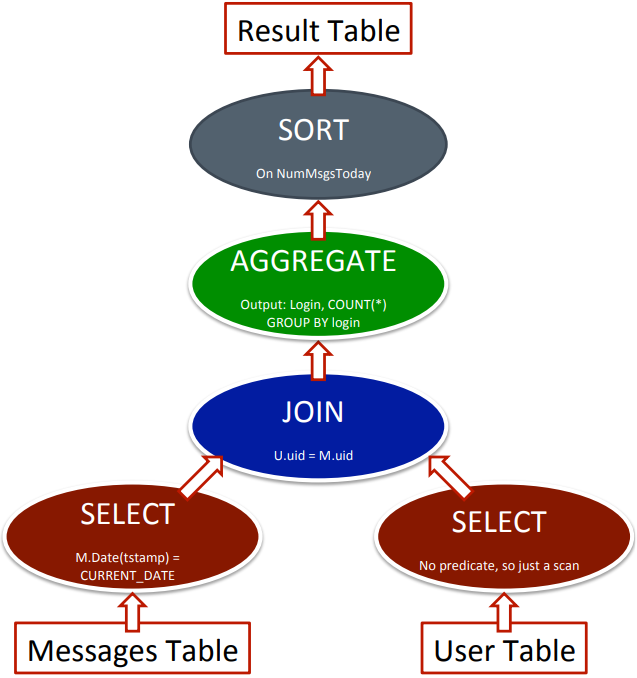 Result Table
SORT
On NumMsgsToday
AGGREGATE
Output: Login, COUNT(*)
GROUP BY login
JOIN
U.uid = M.uid
SELECT
M.Date(tstamp) =
CURRENT_DATE
SELECT
No predicate, so just a scan
Messages Table
User Table